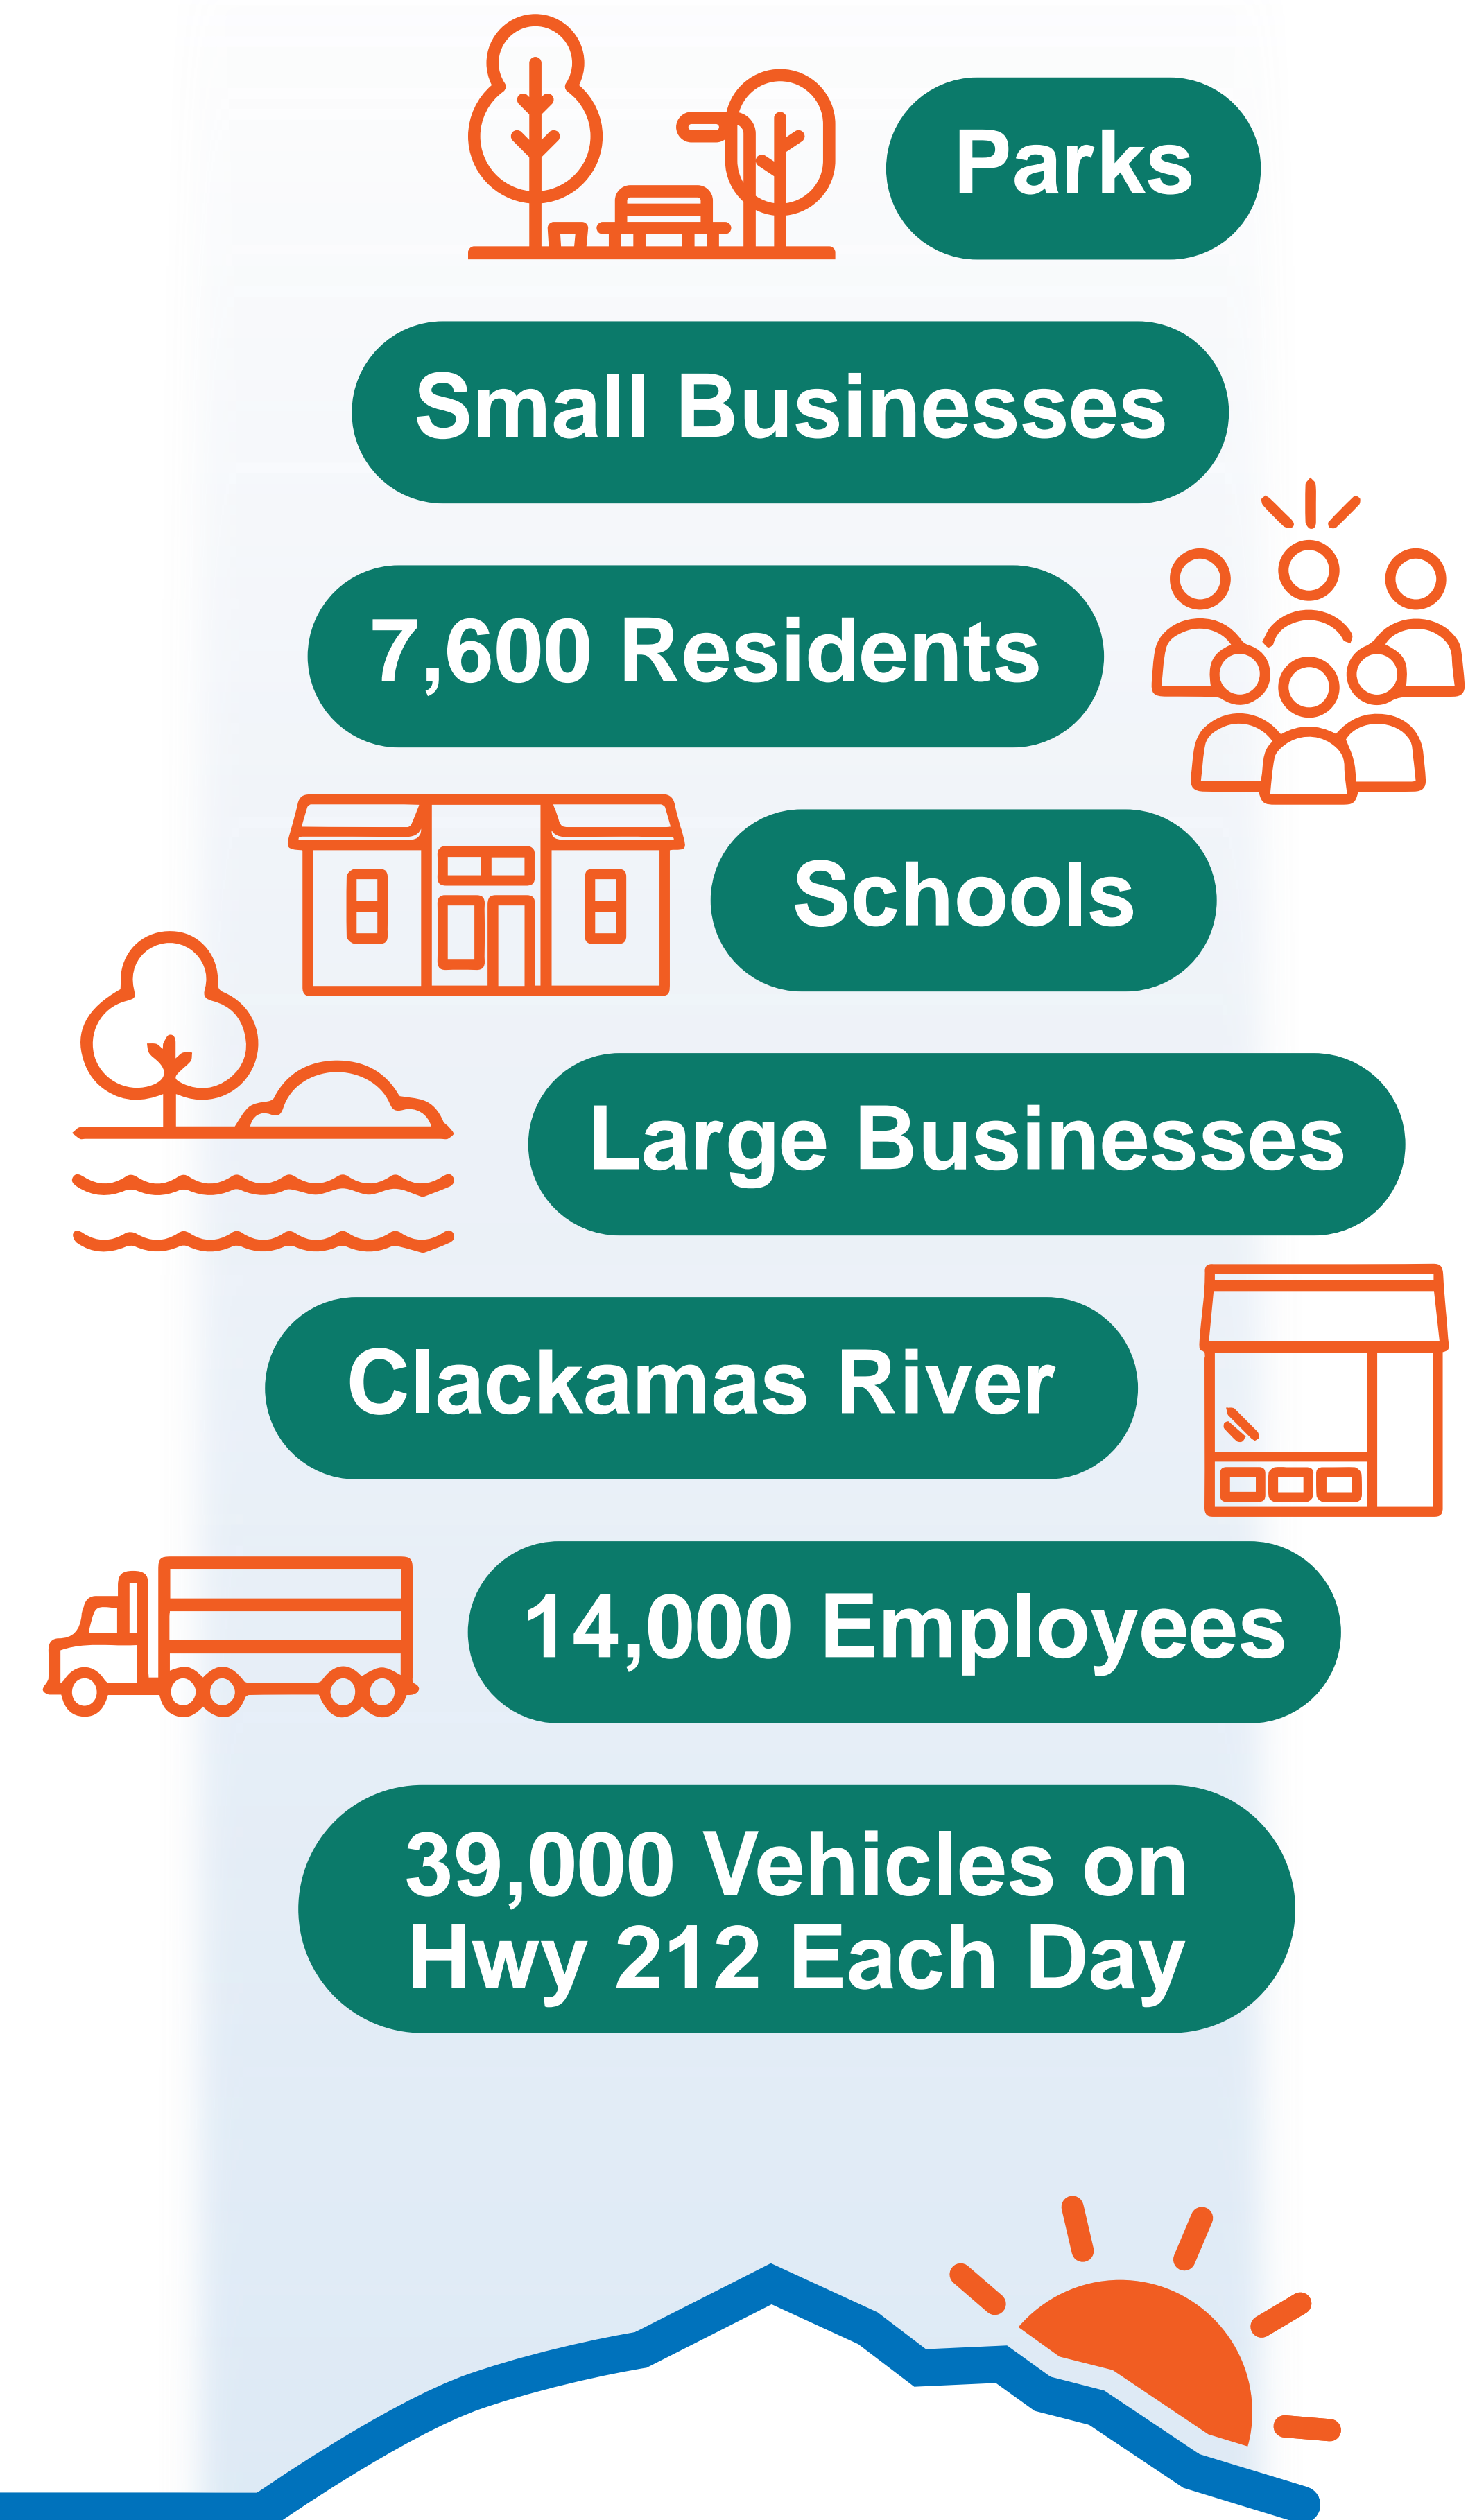 Parks
Small Businesses
7,600 Residents
Schools
Large Businesses
Clackamas River
14,000 Employees
39,000 Vehicles on
Hwy 212 Each Day